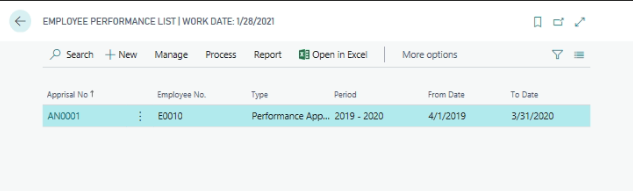 EMPLOYEE PERFORMANCE LIST | WORK DATE: 1/28/2021
Search + New Manage Process Report Open in Excel More options
Apprisal No ↑ Employee No. Type Period From Date To Date
AN0001 E0010 Performance App... 2019 - 2020 4/1/2019 3/31/2020